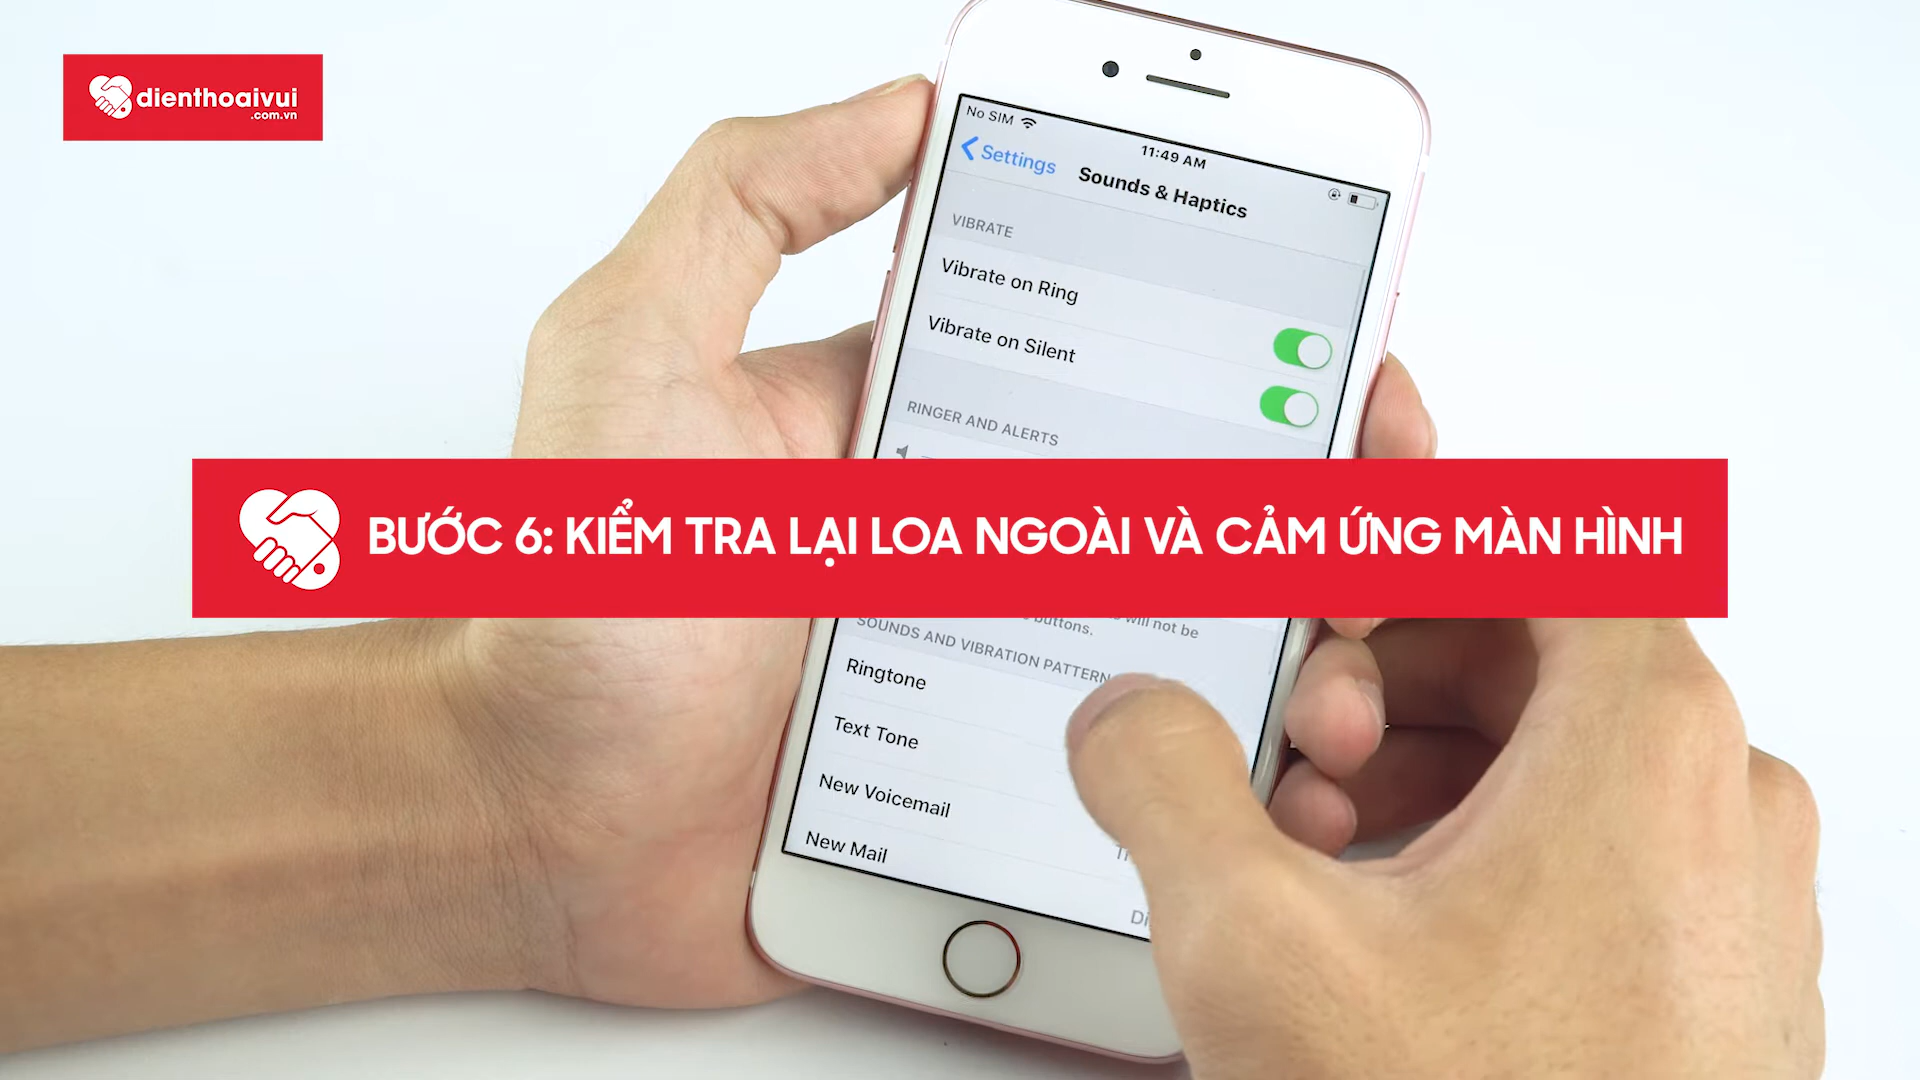 dienthoaivui
.com.vn
No SIM
11:49 AM
Settings
Sounds & Haptics
VIBRATE
Vibrate on Ring
Vibrate on Silent
RINGER AND ALERTS
BƯỚC 6: KIỂM TRA LẠI LOA NGOÀI VÀ CẢM ỨNG MÀN HÌNH
will not be
buttons.
SOUNDS AND VIBRATION PATTERN
Ringtone
Text Tone
New Voicemail
New Mail